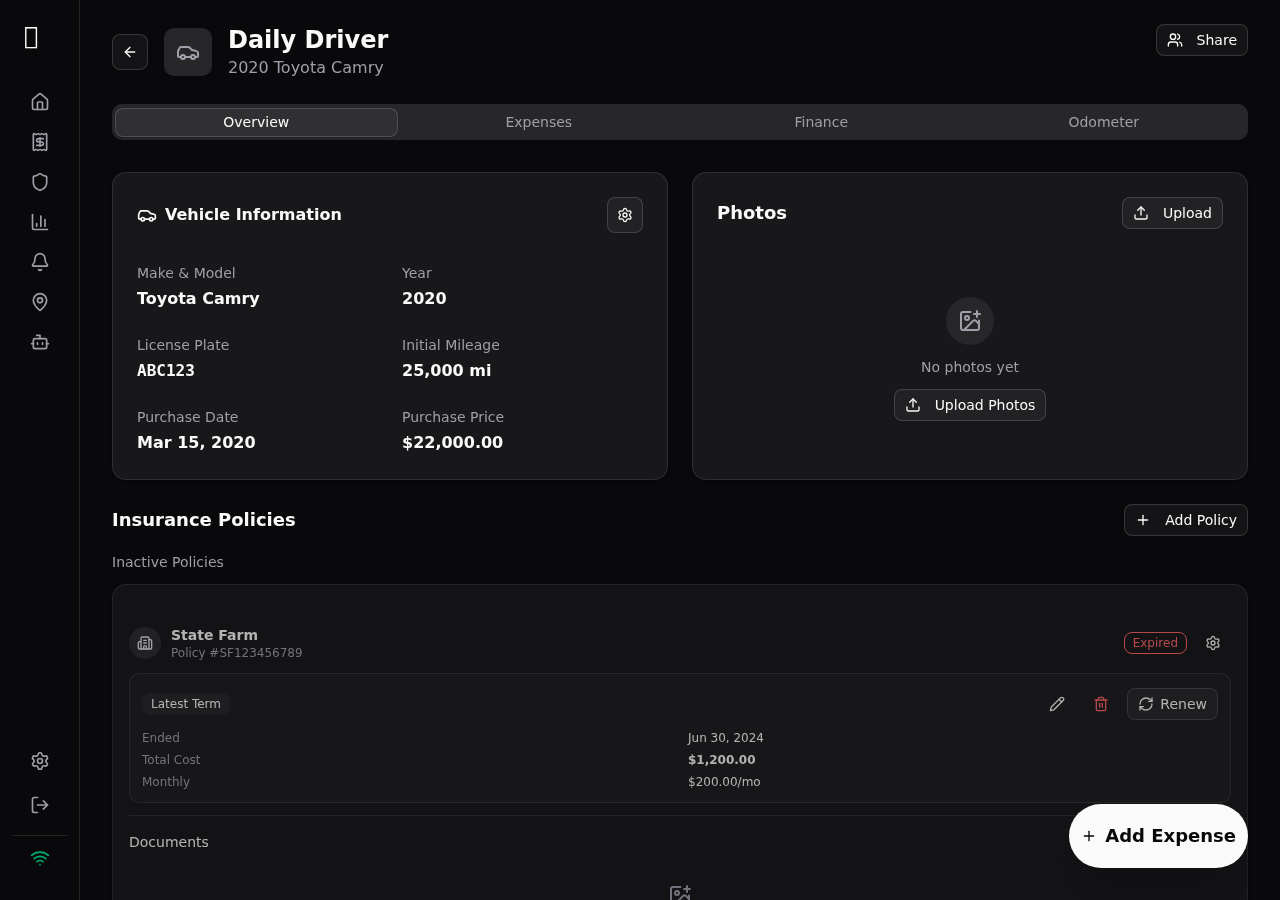 Daily Driver
2020 Toyota Camry
Share
Overview
Expenses
Finance
Odometer
Vehicle Information
Make & Model
Toyota Camry
Year
2020
License Plate
ABC123
Initial Mileage
25,000 mi
Purchase Date
Mar 15, 2020
Purchase Price
$22,000.00
Photos
Upload
No photos yet
Upload Photos
Insurance Policies
Add Policy
Inactive Policies
State Farm
Policy #SF123456789
Expired
Latest Term
Renew
Ended
Jun 30, 2024
Total Cost
$1,200.00
Monthly
$200.00/mo
Documents
Add Expense